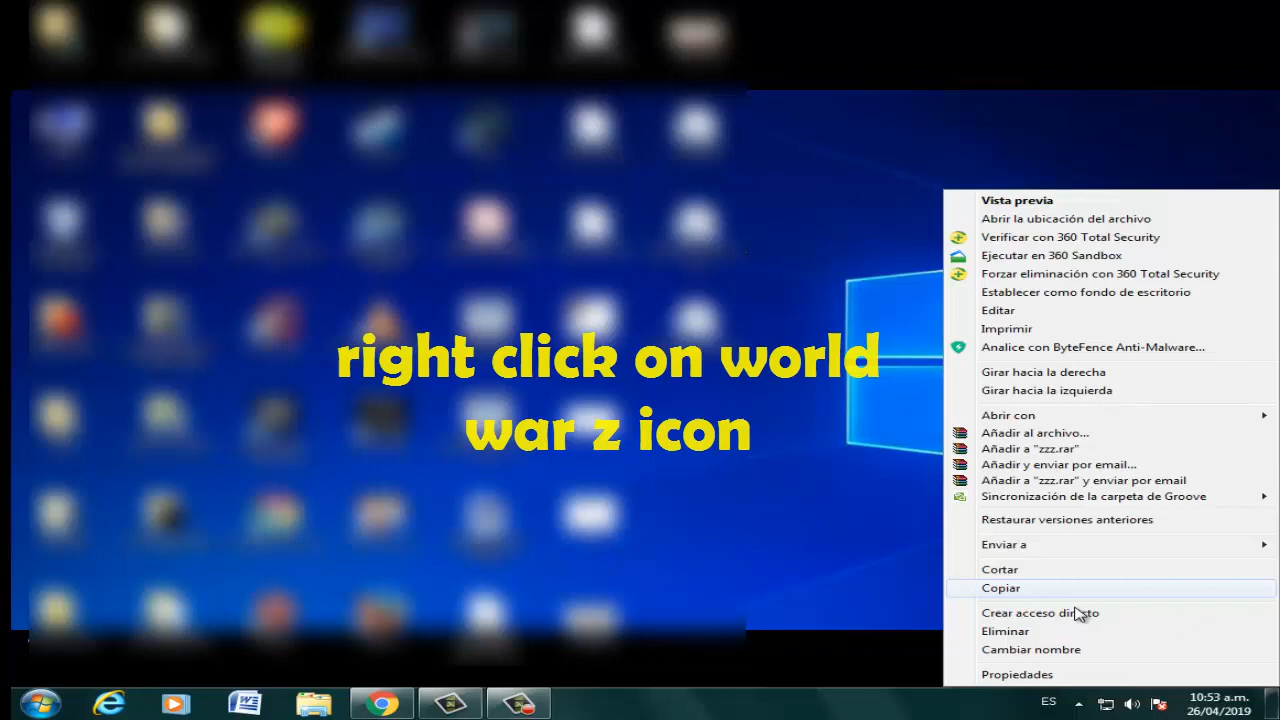 right click on world
war z icon
Vista previa
Abrir la ubicación del archivo
Verificar con 360 Total Security
Ejecutar en 360 Sandbox
Forzar eliminación con 360 Total Security
Establecer como fondo de escritorio
Editar
Imprimir
Analice con ByteFence Anti-Malware...
Girar hacia la derecha
Girar hacia la izquierda
Abrir con
Añadir al archivo...
Añadir a "zzz.rar"
Añadir y enviar por email...
Añadir a "zzz.rar" y enviar por email
Sincronización de la carpeta de Groove
Restaurar versiones anteriores
Enviar a
Cortar
Copiar
Crear acceso directo
Eliminar
Cambiar nombre
Propiedades
ES
10:53 a.m.
26/04/2019